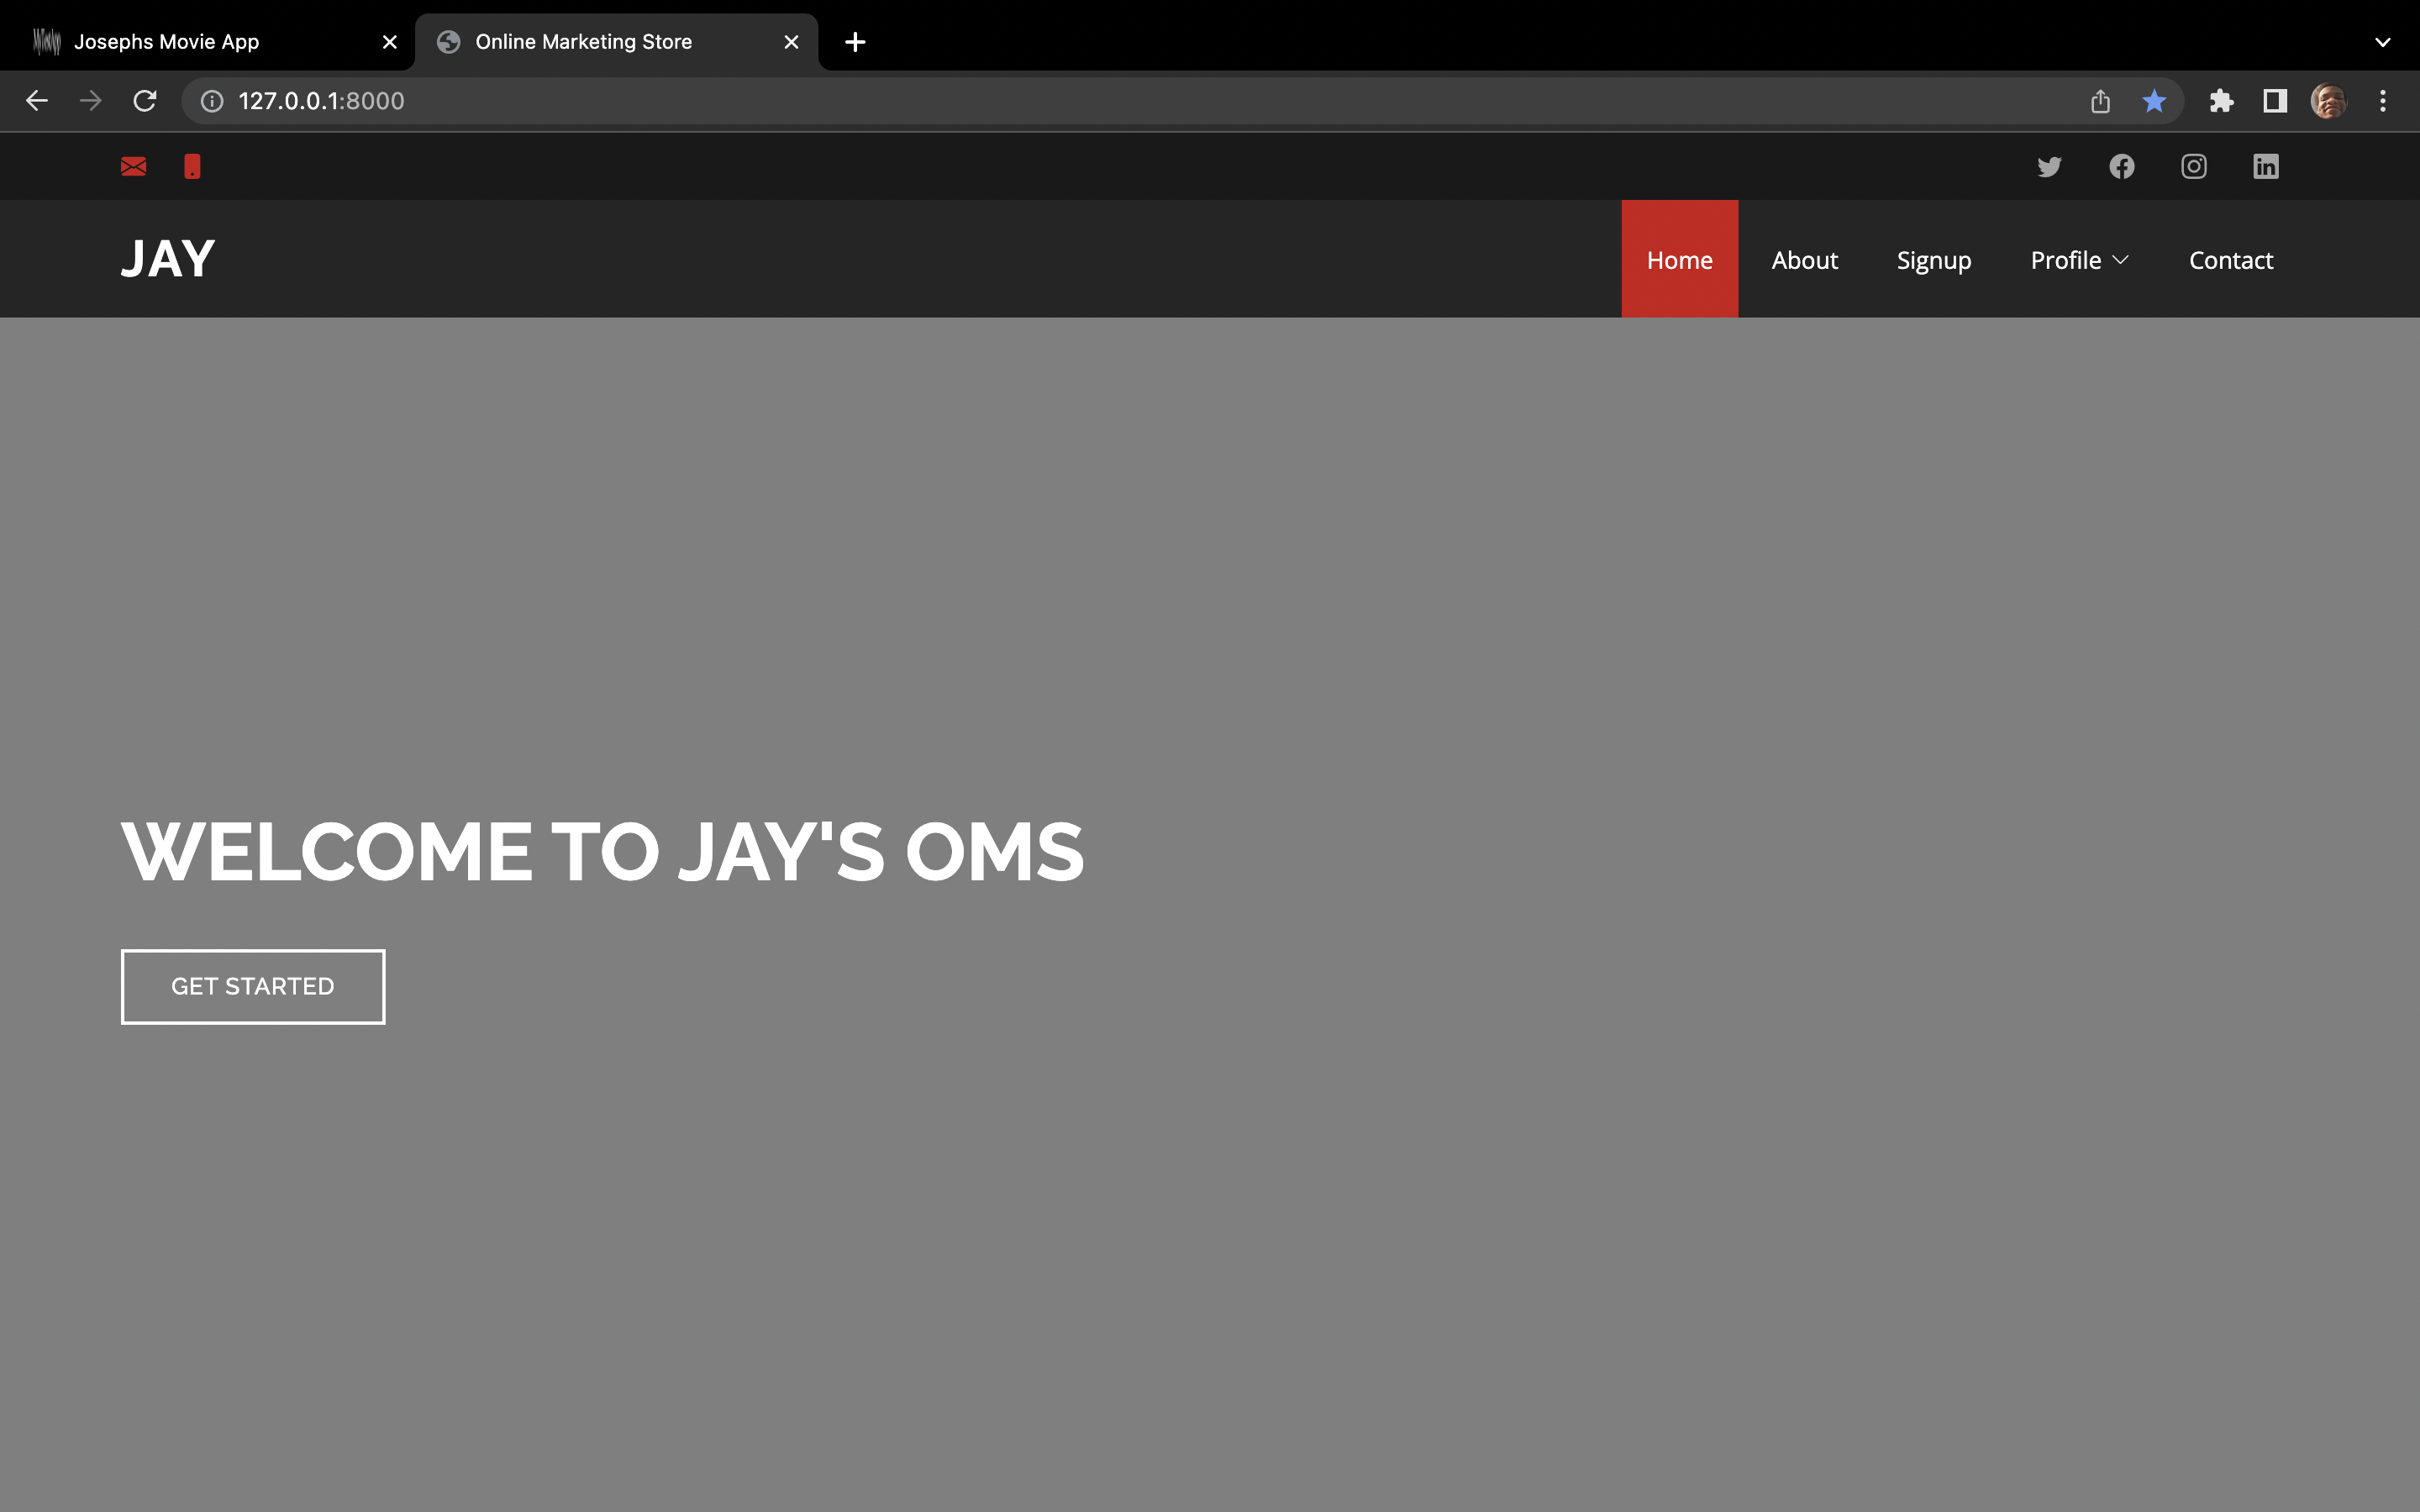 Josephs Movie App
Online Marketing Store
127.0.0.1:8000
JAY
Home
About
Signup
Profile
Contact
WELCOME TO JAY'S OMS
GET STARTED